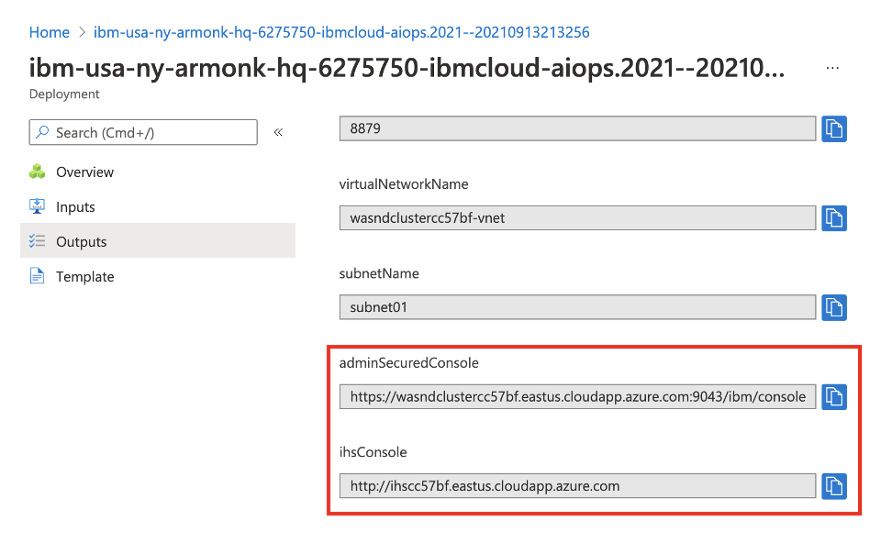 Home > ibm-usa-ny-armonk-hq-6275750-ibmcloud-aiops.2021--20210913213256
ibm-usa-ny-armonk-hq-6275750-ibmcloud-aiops.2021--20210... ...
Deployment
Search (Cmd+/) «
Overview
Inputs
Outputs
Template
8879
virtualNetworkName
wasndclustercc57bf-vnet
subnetName
subnet01
adminSecuredConsole
https://wasndclustercc57bf.eastus.cloudapp.azure.com:9043/ibm/console
ihsConsole
http://ihscc57bf.eastus.cloudapp.azure.com